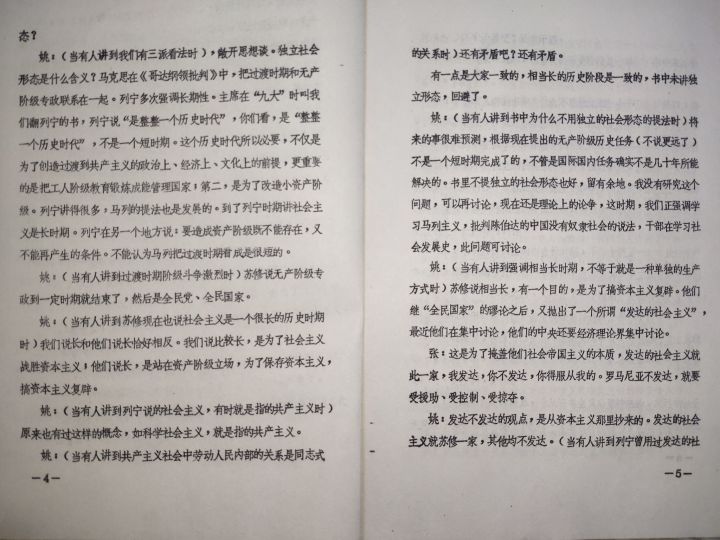 态？
姚：（当有人讲到我们有三派看法时），敞开思想谈。独立社会
形态是什么含义？马克思在《哥达纲领批判》中，把过渡时期和无产
阶级专政联系在一起。列宁多次强调长期性。主席在“九大”时叫我
们翻列宁的书，列宁说“是整整一个历史时代”，你们看，是“整整
一个历史时代”，不是一个短时期。这个历史时代所以必要，不仅是
为了创造过渡到共产主义的政治上、经济上、文化上的前提，更重要
的是把工人阶级教育锻炼成能管理国家；第二，是为了改造小资产阶
级。列宁讲得很多，马列的提法也是发展的。到了列宁时期讲社会主
义是长时期。列宁在另一个地方说：要造成资产阶级既不能存在，又
不能再产生的条件。不能认为马列把过渡时期看成是很短的。
姚：（当有人讲到过渡时期阶级斗争激烈时）苏修说无产阶级专
政到一定时期就结束了，然后是全民党、全民国家。
姚：（当有人讲到苏修现在也说社会主义是一个很长的历史时期
时）我们说长和他们说长恰好相反。我们说比较长，是为了社会主义
战胜资本主义；他们说长，是站在资产阶级立场，为了保存资本主义，
搞资本主义复辟。
姚：（当有人讲到列宁说的社会主义，有时就是指的共产主义时）
原来也有过这样的概念，如科学社会主义，就是指的共产主义。
姚：（当有人讲到共产主义社会中劳动人民内部的关系是同志式
—4—
的关系时）还有矛盾吧？还有矛盾。
有一点是大家一致的，相当长的历史阶段是一致的，书中未讲独
立形态，回避了。
姚：（当有人讲到书中为什么不用独立的社会形态的提法时）将
来的事很难预测，根据现在提出的无产阶级历史任务（不说更远了）
不是一个短时期完成了的，不管是国际国内任务确实不是几十年所能
解决的。书里不提独立的社会形态也好，留有余地。我没有研究这个
问题，可以再讨论，现在还是理论上的论争，这时期，我们正强调学
习马列主义，批判陈伯达的中国没有奴隶社会的说法，干部在学习社
会发展史，此问题可讨论。
姚：（当有人讲到强调相当长时期，不等于就是一种单独的生产
方式时）苏修说相当长，有一个目的，是为了搞资本主义复辟。他们
继“全民国家”的谬论之后，又抛出了一个所谓“发达的社会主义”，
最近他们在集中讨论，他们的中央还要经济理论界集中讨论。
张：这是为了掩盖他们社会帝国主义的本质，发达的社会主义就
此一家，我发达，你不发达，你得服从我的。罗马尼亚不发达，就要
受援助、受控制、受掠夺。
姚：发达不发达的观点，是从资本主义那里抄来的。发达的社会
主义就苏修一家，其他均不发达。（当有人讲到列宁曾用过发达的社
—5—